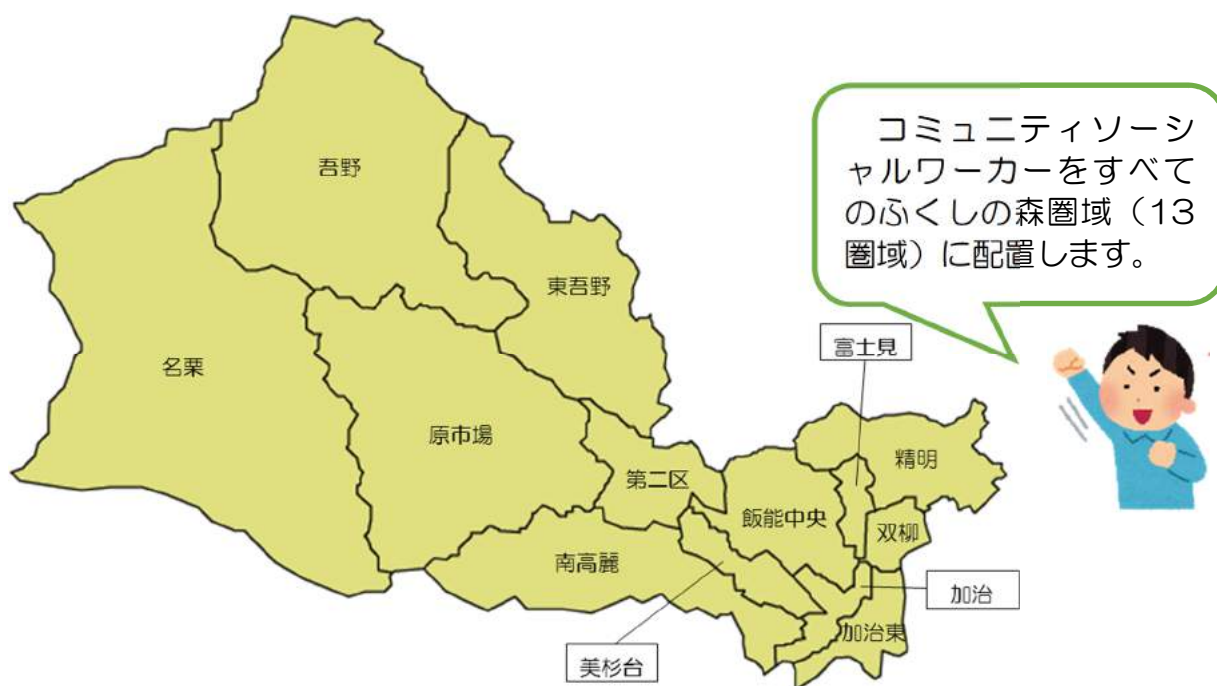 コミュニティソーシ
ャルワーカーをすべて
のふくしの森圏域（13
圏域）に配置します。
吾野
東吾野
名栗
富士見
原市場
精明
第二区
飯能中央
双柳
南高麗
加治
加治東
美杉台